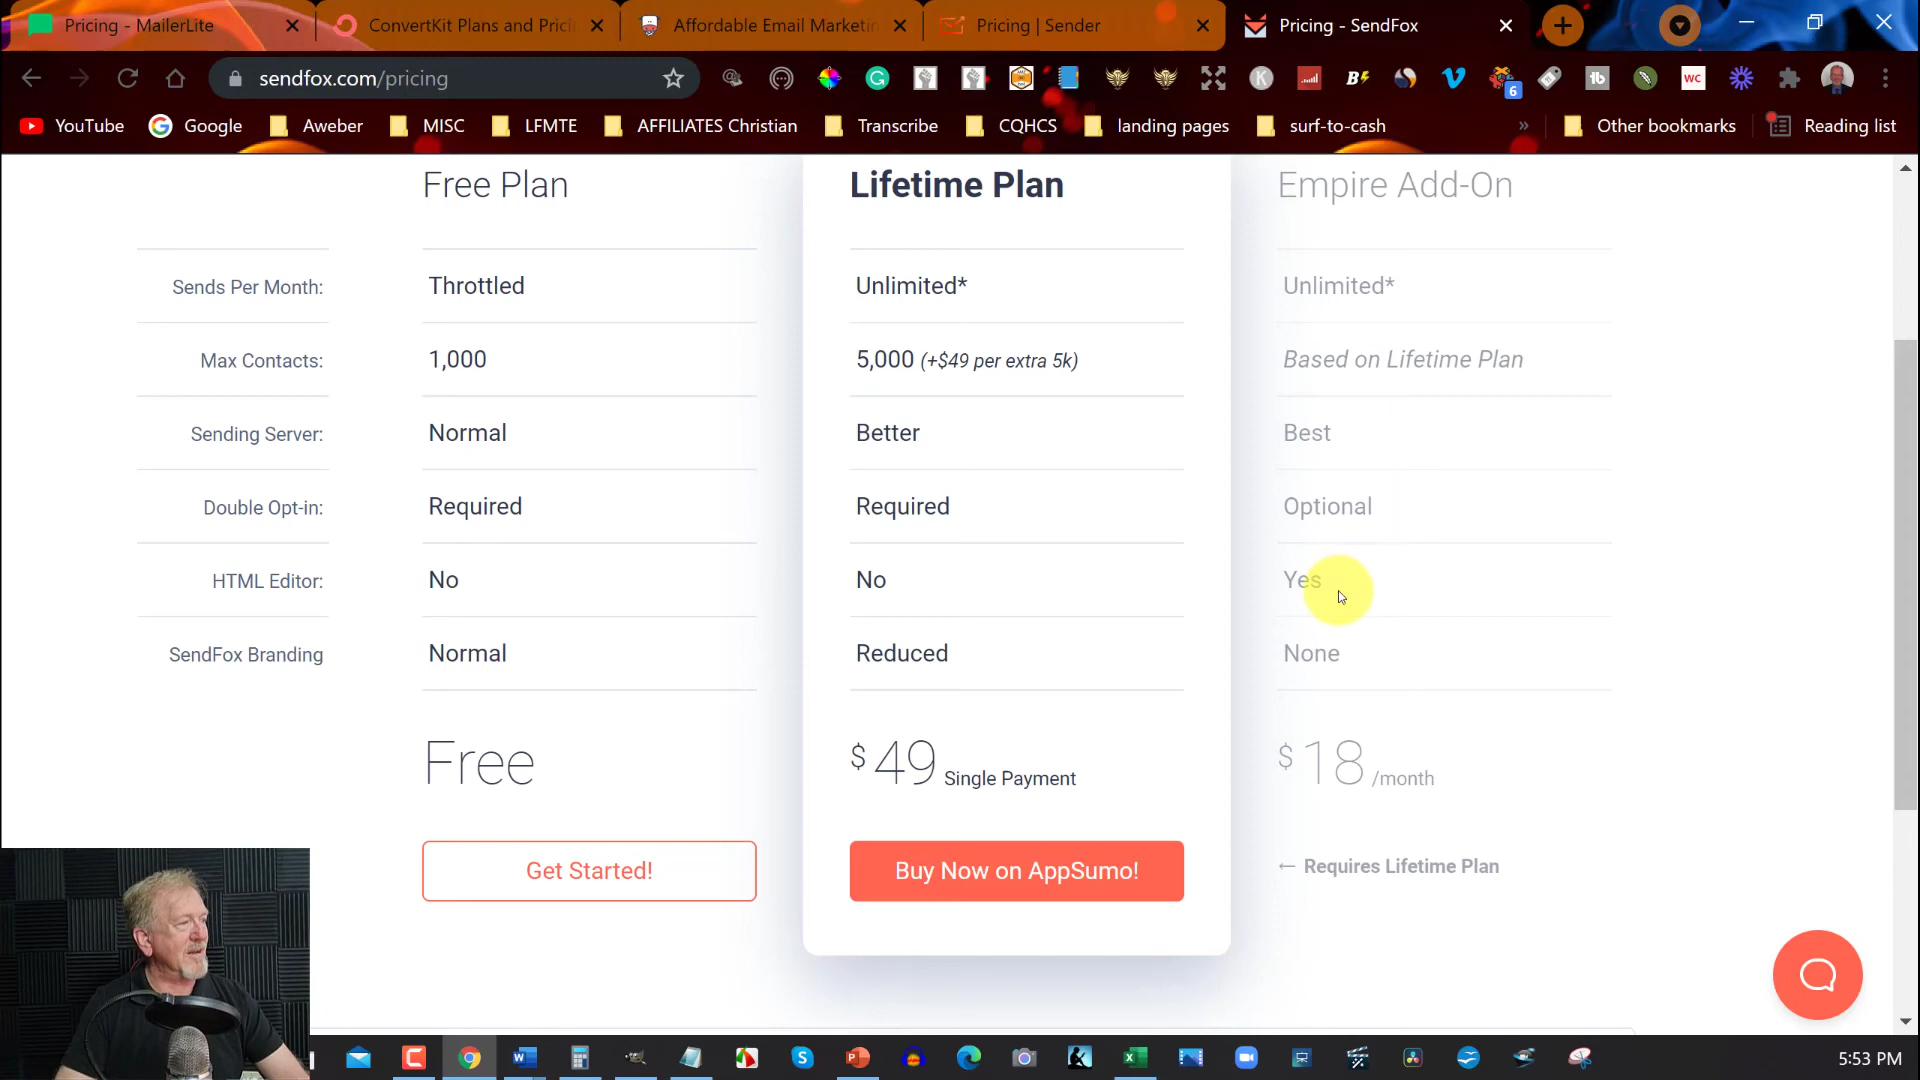 Pricing - MailerLite
ConvertKit Plans and Prici
Affordable Email Marketin
Pricing | Sender
Pricing - SendFox
sendfox.com/pricing
6
WC
YouTube
Google
Aweber
MISC
LFMTE
AFFILIATES Christian
Transcribe
CQHCS
landing pages
surf-to-cash
»
Other bookmarks
Reading list
Free Plan
Lifetime Plan
Empire Add-On
Sends Per Month:
Throttled
Unlimited*
Unlimited*
Max Contacts:
1,000
5,000 (+$49 per extra 5k)
Based on Lifetime Plan
Sending Server:
Normal
Better
Best
Double Opt-in:
Required
Required
Optional
HTML Editor:
No
No
Yes
SendFox Branding
Normal
Reduced
None
Free
$49 Single Payment
$18 /month
Get Started!
Buy Now on AppSumo!
← Requires Lifetime Plan
5:53 PM